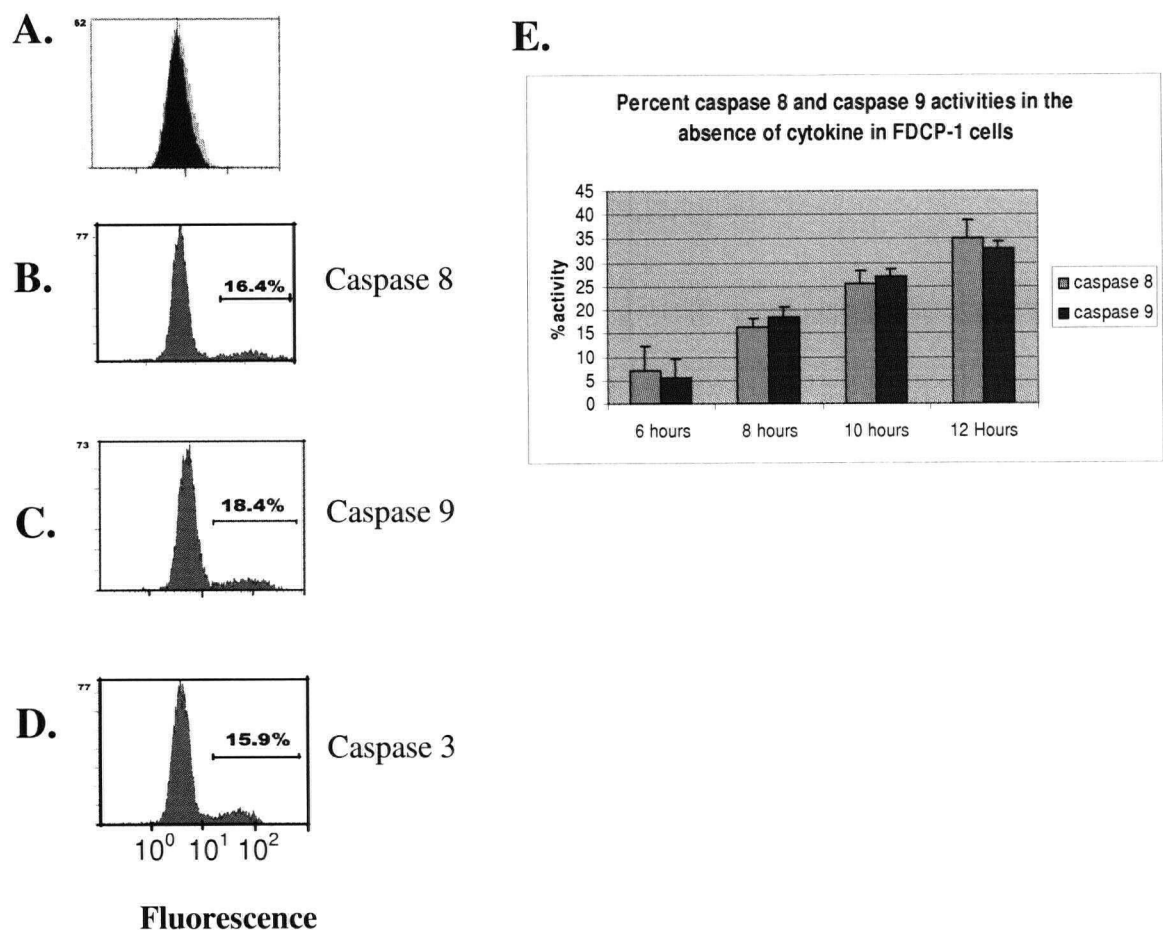 A.
52
B.
77
16.4%
Caspase 8
C.
73
18.4%
Caspase 9
D.
77
15.9%
Caspase 3
10⁰ 10¹ 10²
Fluorescence
E.
Percent caspase 8 and caspase 9 activities in the
absence of cytokine in FDCP-1 cells
% activity
45
40
35
30
25
20
15
10
5
0
6 hours 8 hours 10 hours 12 Hours
caspase 8
caspase 9